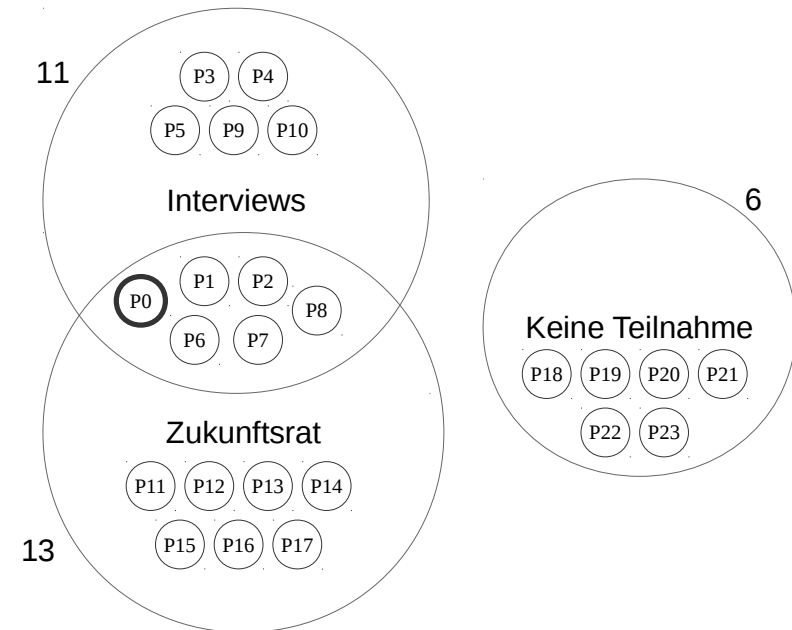 11
P3 P4
P5 P9 P10
Interviews
P0 P1 P2 P8
P6 P7
Zukunftsrat
P11 P12 P13 P14
P15 P16 P17
13
6
Keine Teilnahme
P18 P19 P20 P21
P22 P23